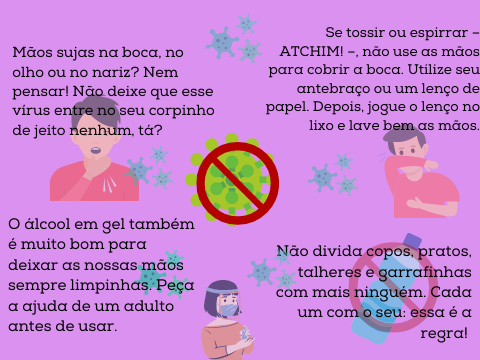 Mãos sujas na boca, no
olho ou no nariz? Nem
pensar! Não deixe que esse
vírus entre no seu corpinho
de jeito nenhum, tá?
Se tossir ou espirrar –
ATCHIM! –, não use as mãos
para cobrir a boca. Utilize seu
antebraço ou um lenço de
papel. Depois, jogue o lenço no
lixo e lave bem as mãos.
O álcool em gel também
é muito bom para
deixar as nossas mãos
sempre limpinhas. Peça
a ajuda de um adulto
antes de usar.
Não divida copos, pratos,
talheres e garrafinhas
com mais ninguém. Cada
um com o seu: essa é a
regra!